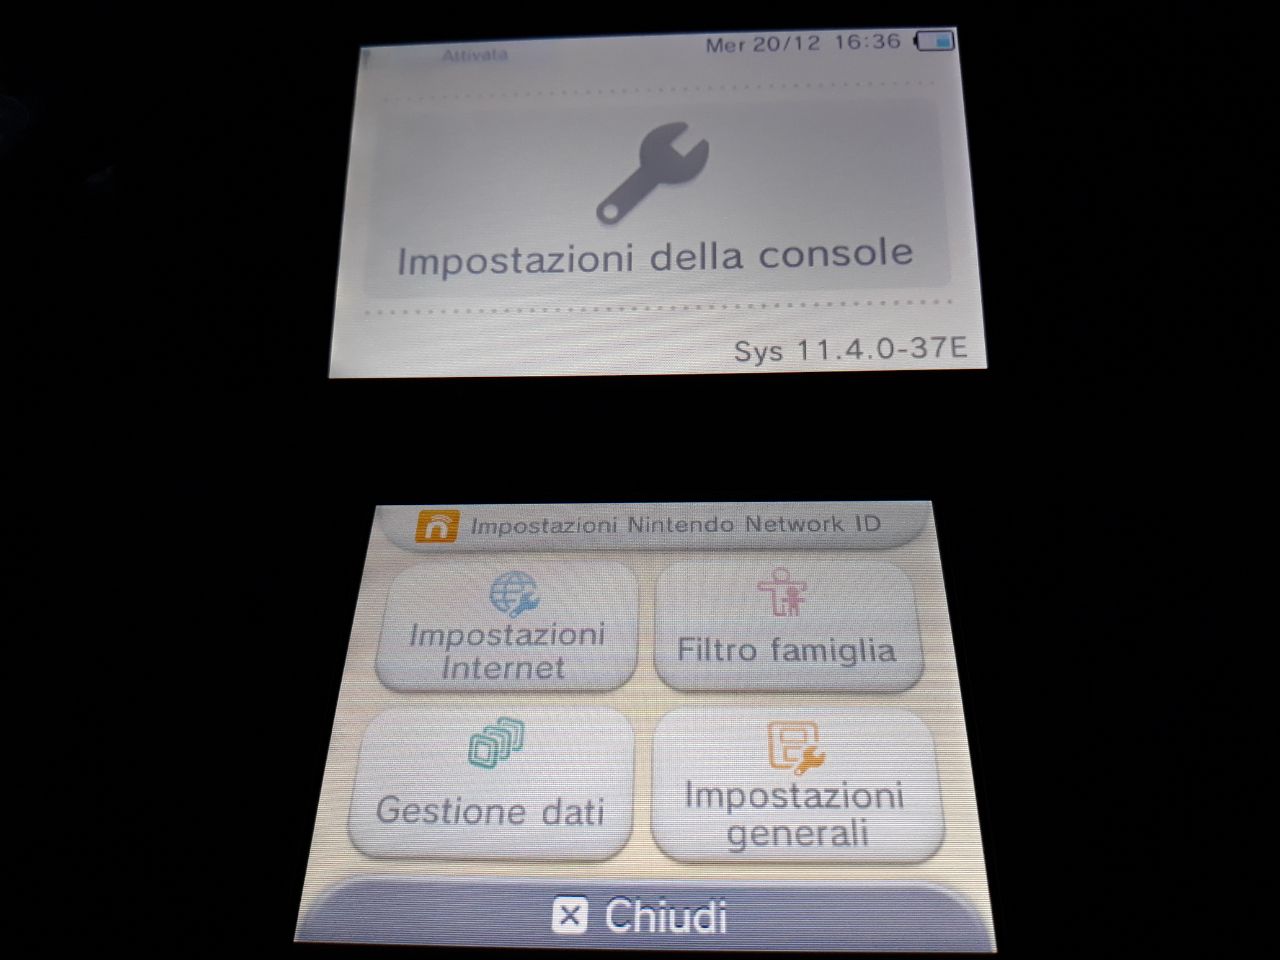 Attivata
Mer 20/12 16:36
Impostazioni della console
Sys 11.4.0-37E
Impostazioni Nintendo Network ID
Impostazioni
Internet
Filtro famiglia
Gestione dati
Impostazioni
generali
Chiudi